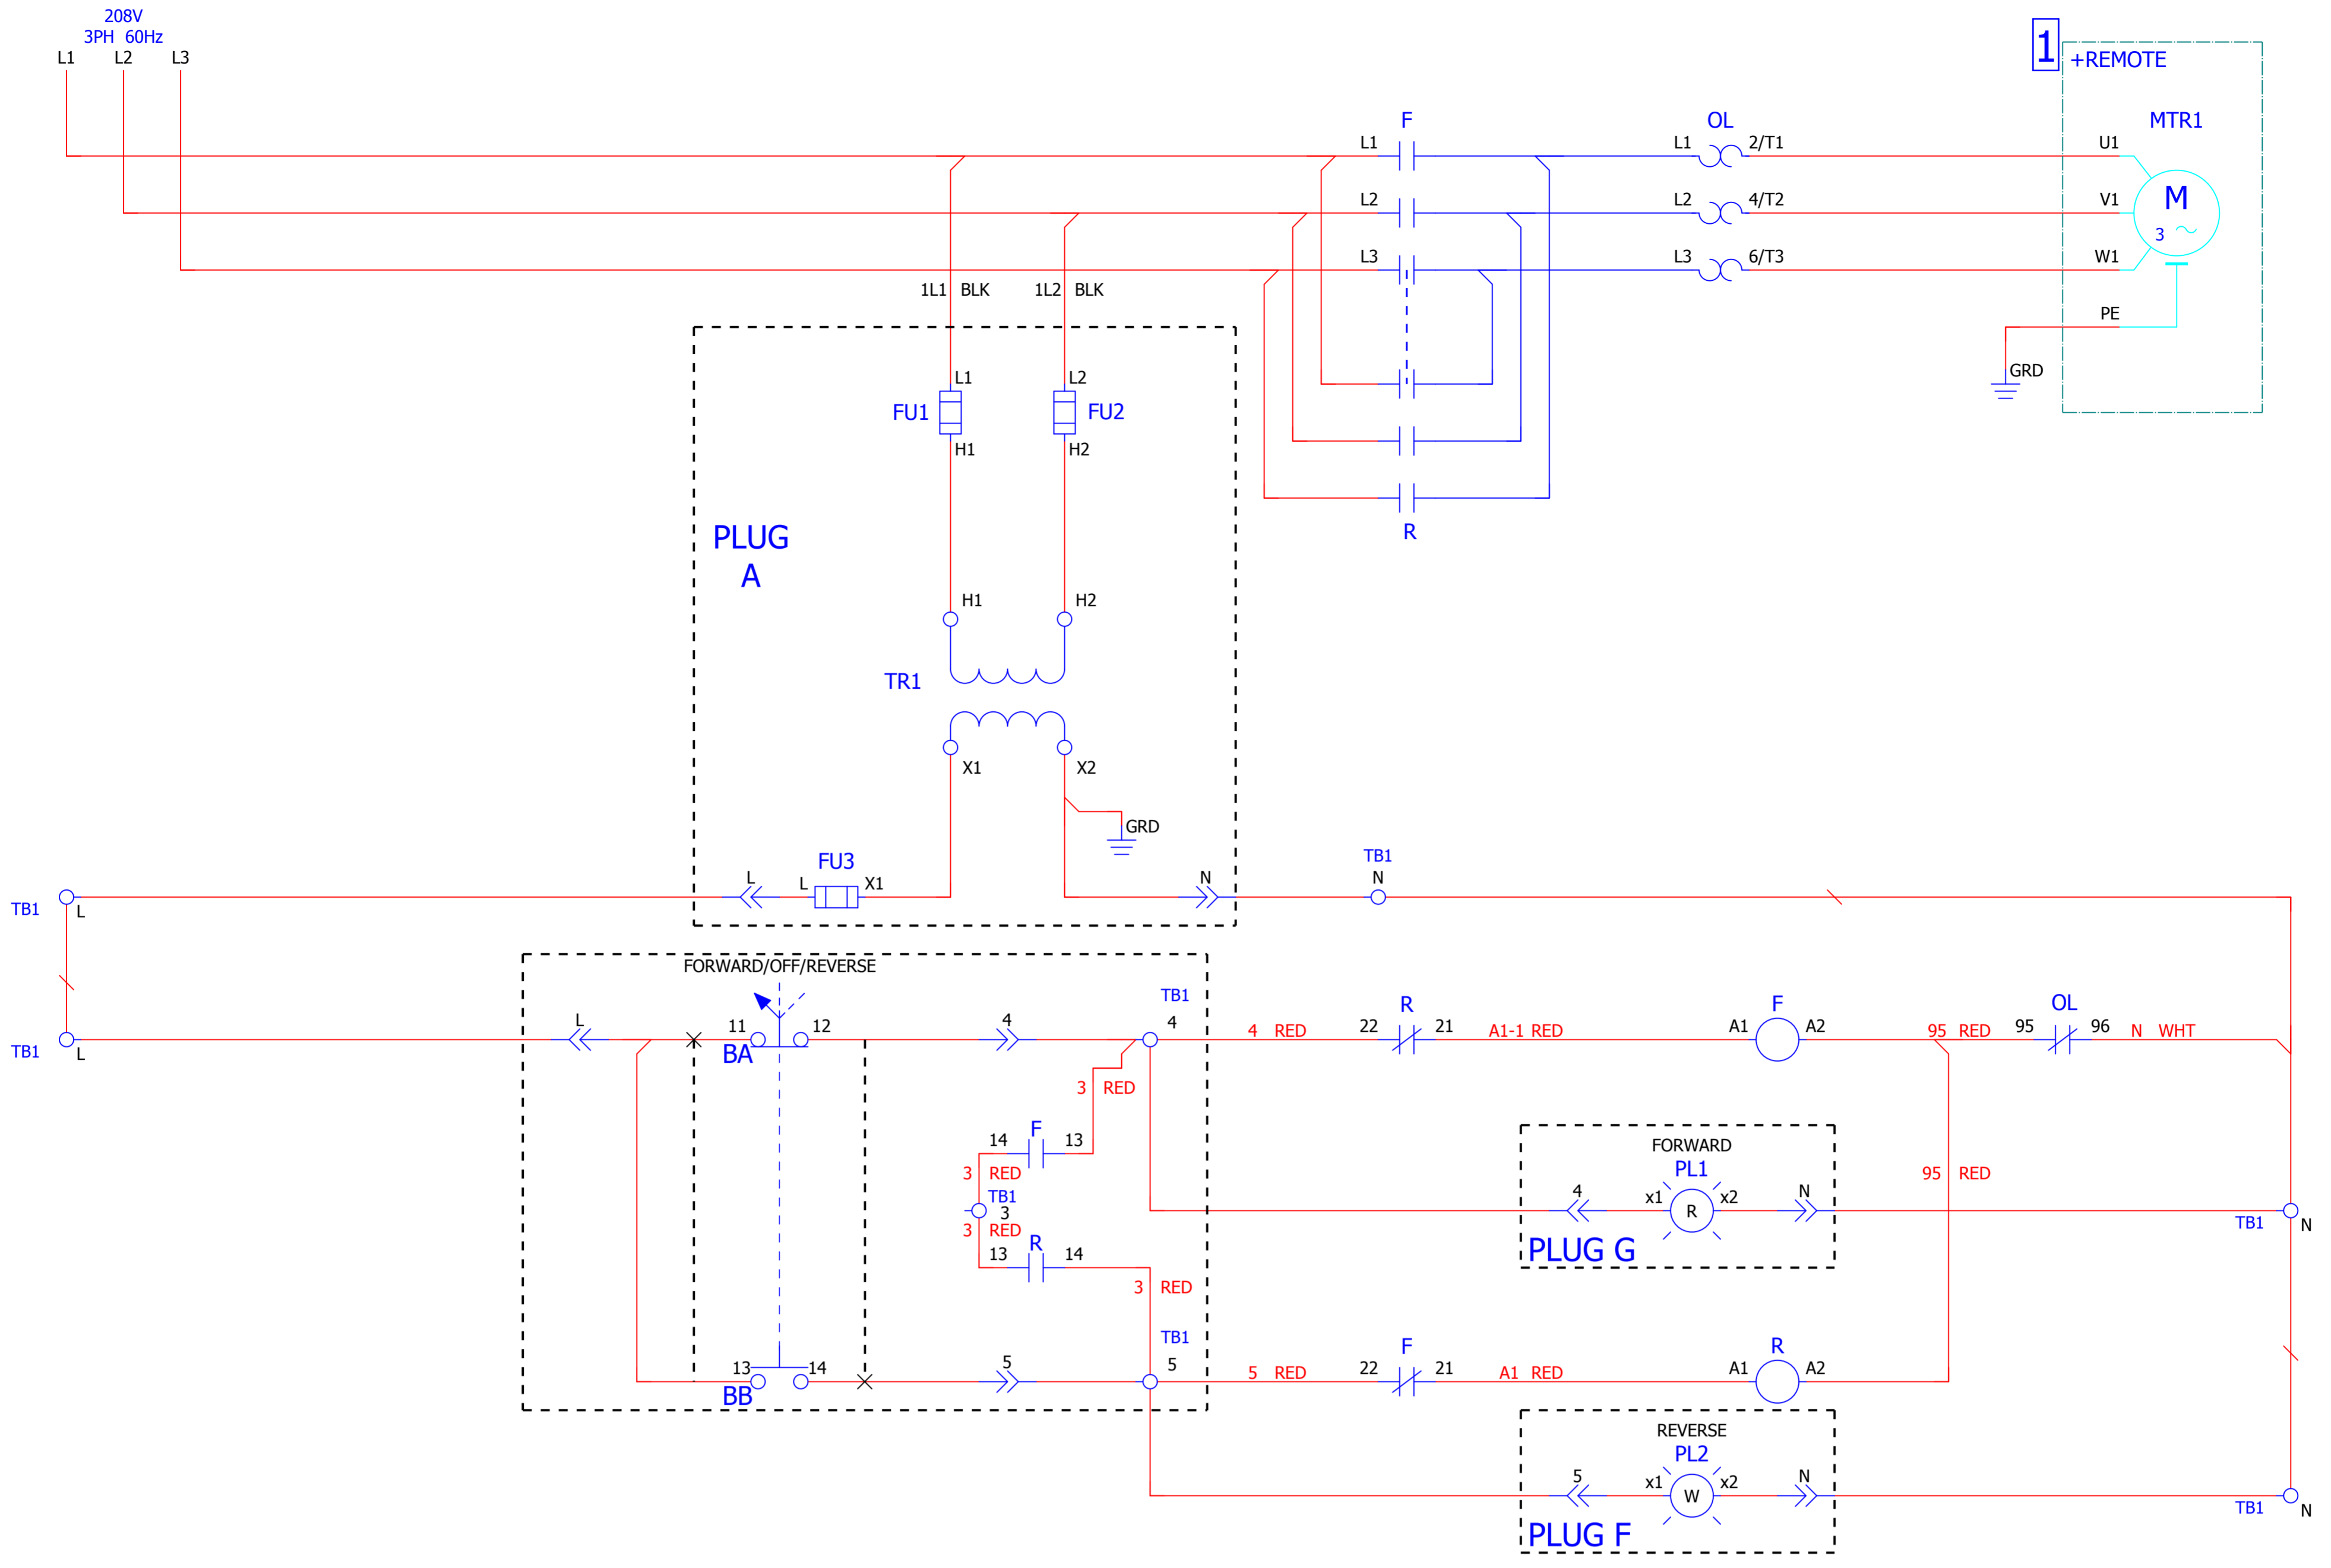 208V
3PH 60Hz
L1 L2 L3
1 +REMOTE
F OL MTR1
L1 L1 2/T1 U1
L2 L2 4/T2 V1
M
3
L3 L3 6/T3 W1
1L1 BLK 1L2 BLK
PE
GRD
L1 L2
FU1 FU2
H1 H2
R
PLUG
A
H1 H2
TR1
X1 X2
GRD
FU3
TB1
L L X1 N N
TB1 L
FORWARD/OFF/REVERSE
TB1
L 11 12 4 4
BA
TB1 L
R F OL
4 RED 22 21 A1-1 RED A1 A2 95 RED 95 96 N WHT
3 RED
F
14 13
3 RED
TB1
3
3 RED
R
13 14
3 RED
FORWARD
PL1
4 x1 R x2 N
PLUG G
95 RED
TB1 N
TB1
13 14 5 5
BB
F R
5 RED 22 21 A1 RED A1 A2
REVERSE
PL2
5 x1 W x2 N
PLUG F
TB1 N